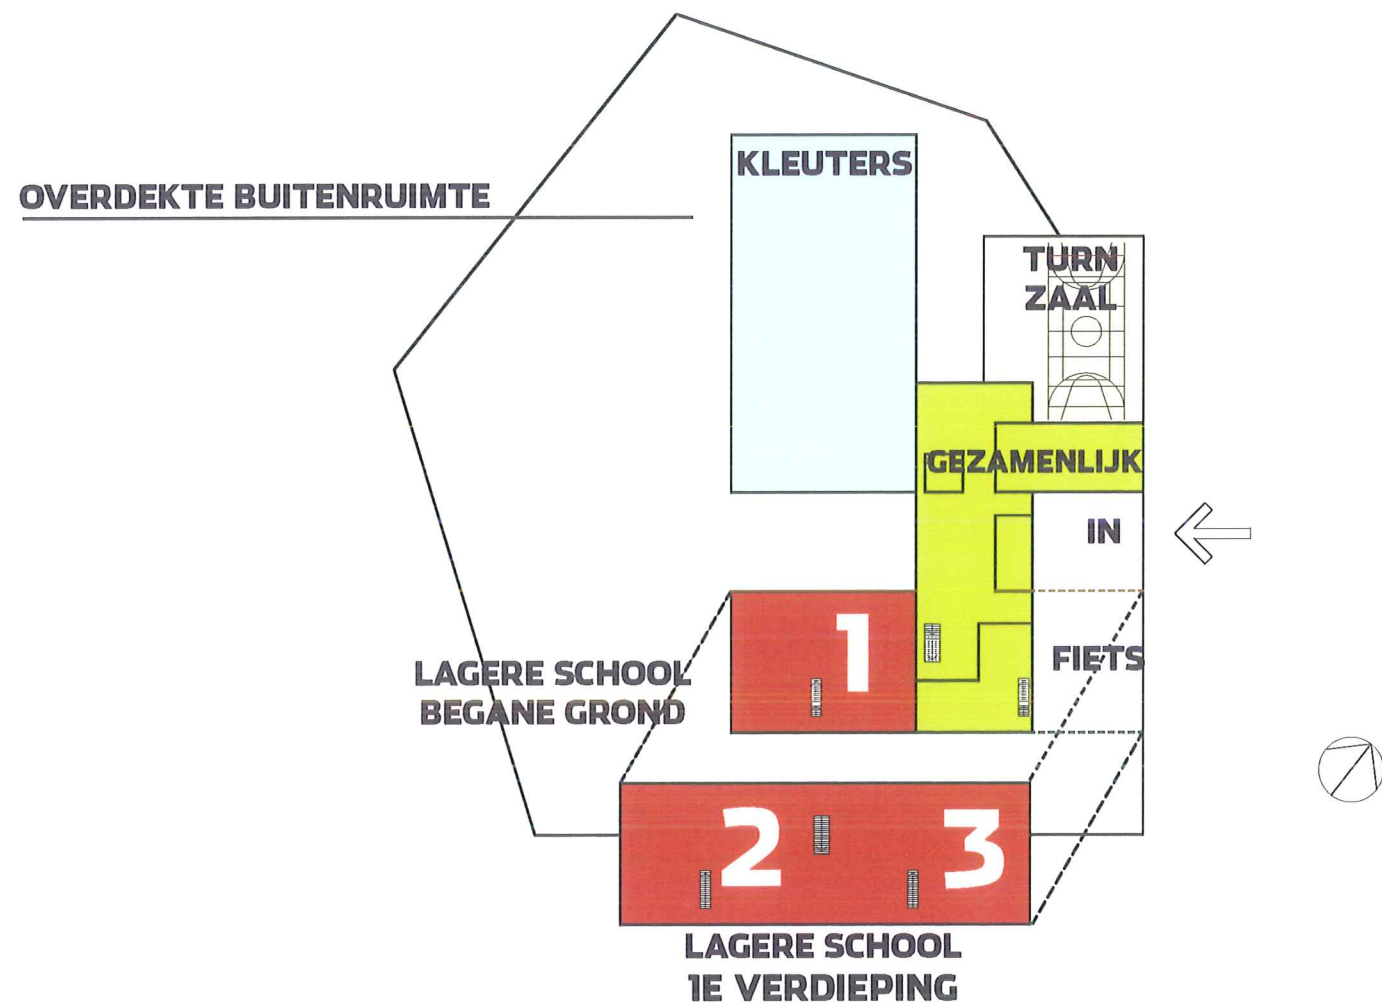 KLEUTERS
OVERDEKTE BUITENRUIMTE
TURN
ZAAL
GEZAMENLIJK
IN
1
FIETS
LAGERE SCHOOL
BEGANE GROND
2
3
LAGERE SCHOOL
1E VERDIEPING